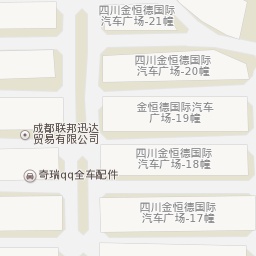 四川金恒德国际
汽车广场-21幢
四川金恒德国际
汽车广场-20幢
金恒德国际汽车
广场-19幢
成都联邦迅达
贸易有限公司
四川金恒德国际
汽车广场-18幢
奇瑞qq全车配件
四川金恒德国际
汽车广场-17幢